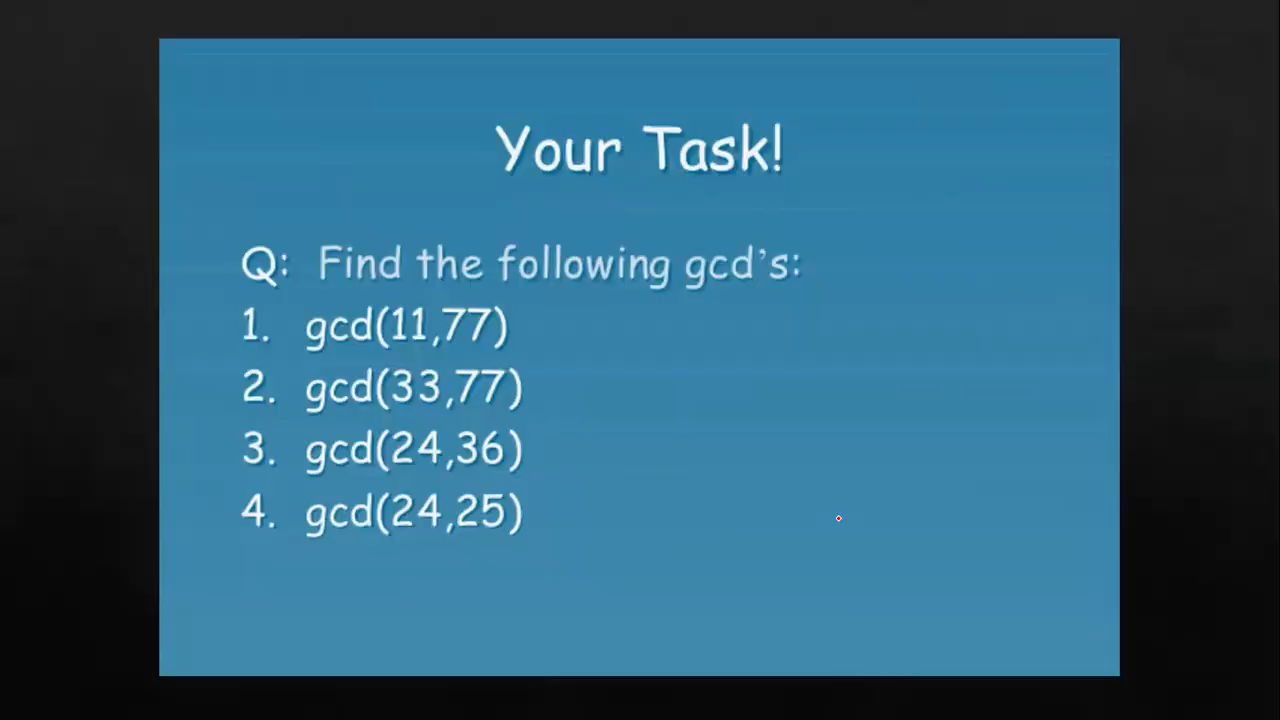 Your Task!
Q: Find the following gcd's:
1. gcd(11,77)
2. gcd(33,77)
3. gcd(24,36)
4. gcd(24,25)